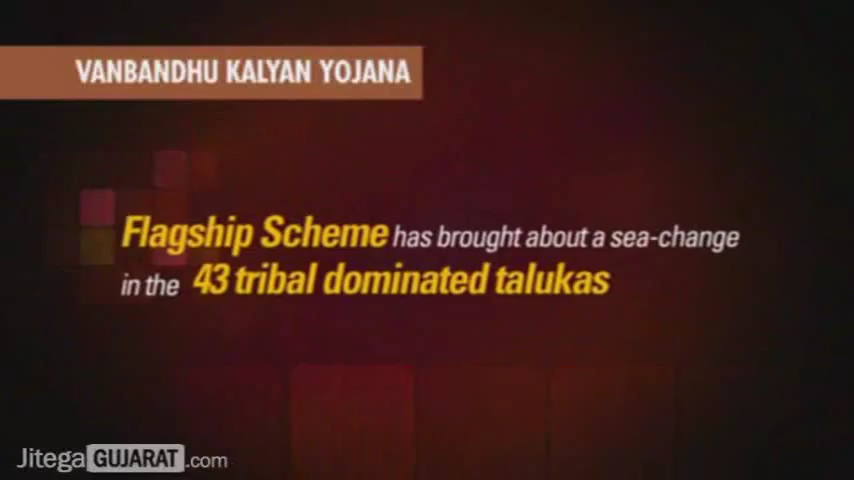 VANBANDHU KALYAN YOJANA
Flagship Scheme has brought about a sea-change
in the 43 tribal dominated talukas
JitegaGUJARAT.com